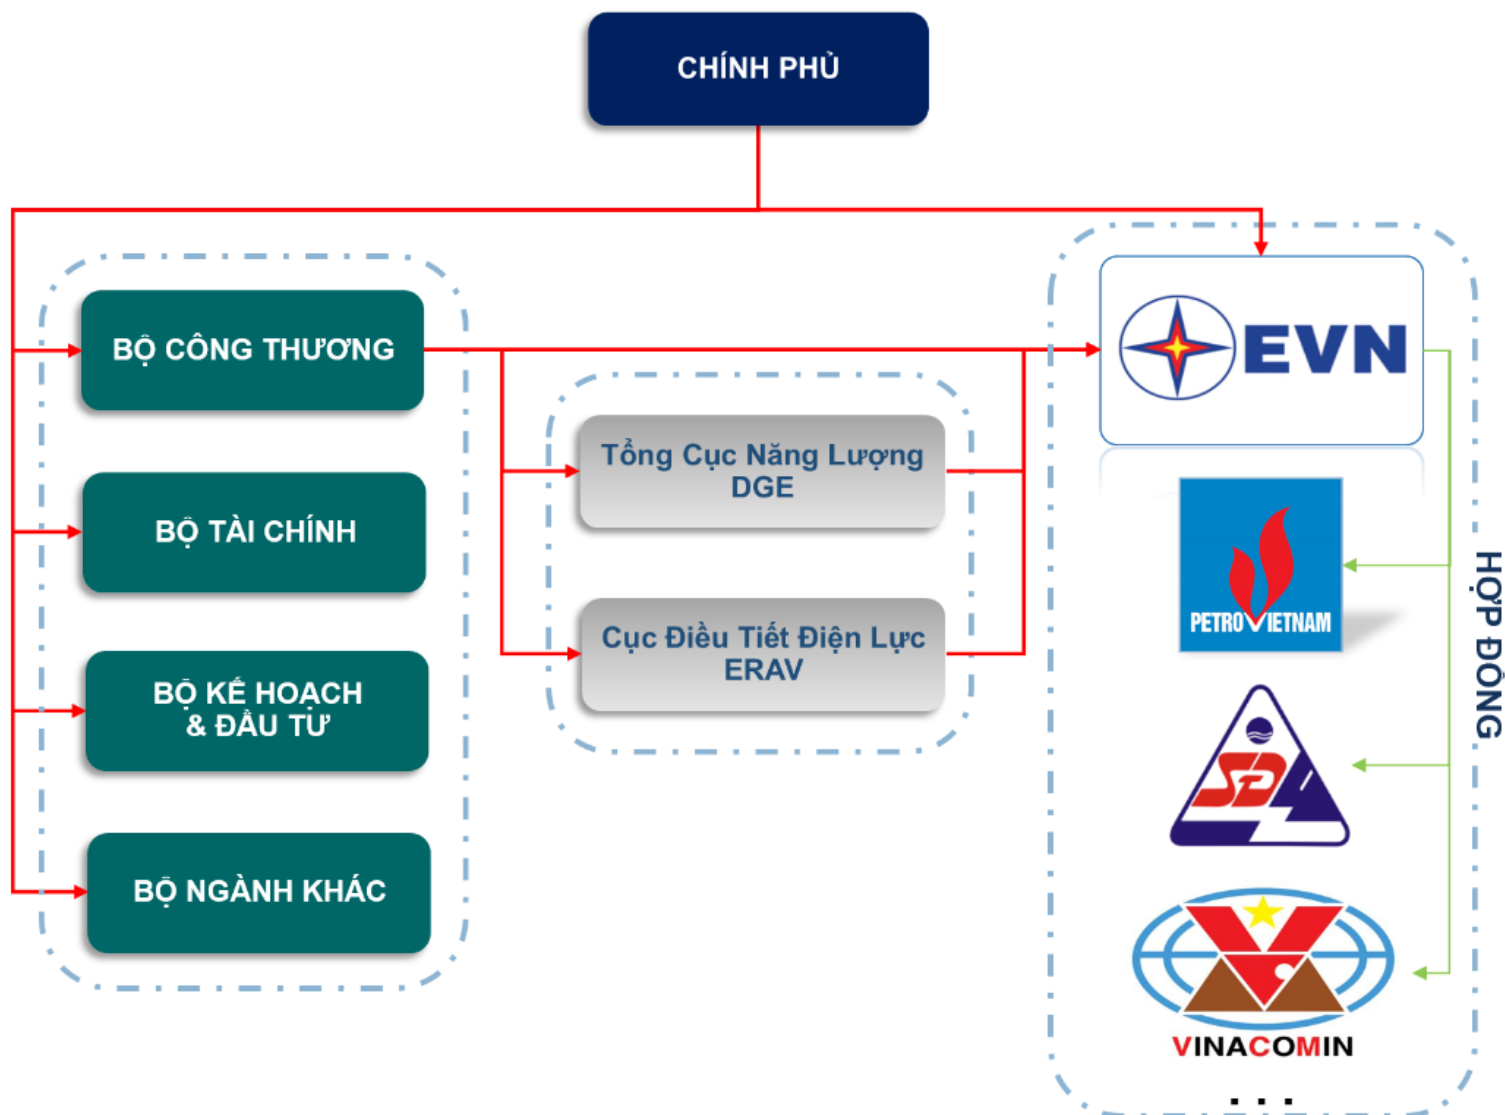 CHÍNH PHỦ
BỘ CÔNG THƯƠNG
BỘ TÀI CHÍNH
BỘ KẾ HOẠCH
& ĐẦU TƯ
BỘ NGÀNH KHÁC
Tổng Cục Năng Lượng
DGE
Cục Điều Tiết Điện Lực
ERAV
EVN
PETROVIETNAM
SD
VINACOMIN
...
HỢP ĐỒNG